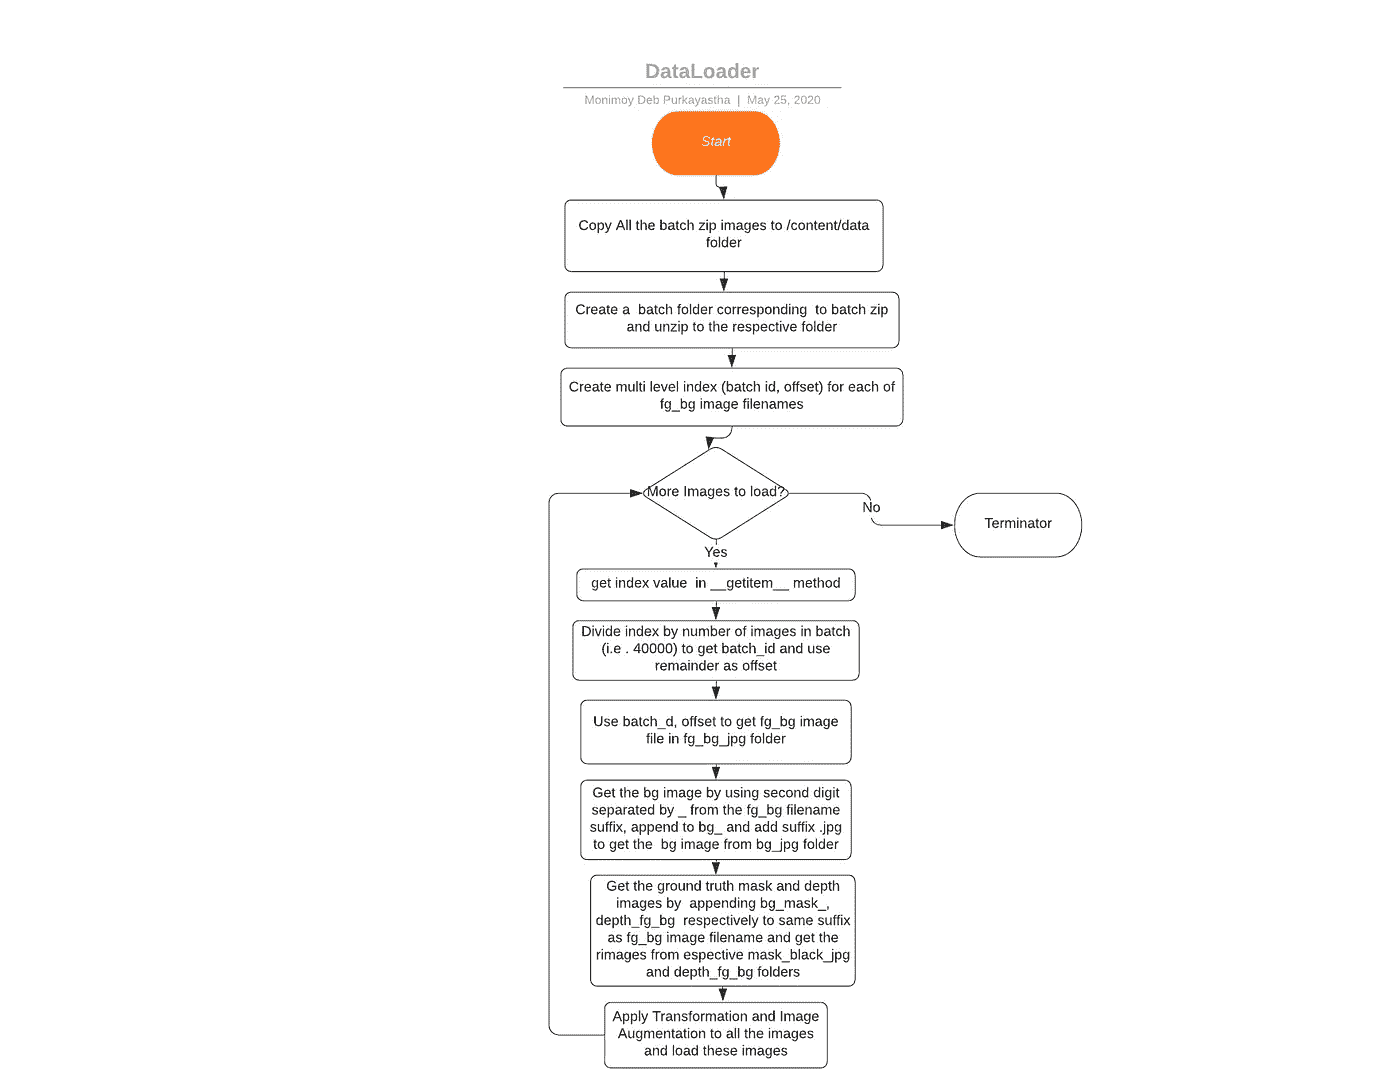 DataLoader
Monimoy Deb Purkayastha | May 25, 2020
Start
Copy All the batch zip images to /content/data
folder
Create a batch folder corresponding to batch zip
and unzip to the respective folder
Create multi level index (batch id, offset) for each of
fg_bg image filenames
More Images to load?
No
Terminator
Yes
get index value in __getitem__ method
Divide index by number of images in batch
(i.e . 40000) to get batch_id and use
remainder as offset
Use batch_d, offset to get fg_bg image
file in fg_bg_jpg folder
Get the bg image by using second digit
separated by _ from the fg_bg filename
suffix, append to bg_ and add suffix .jpg
to get the bg image from bg_jpg folder
Get the ground truth mask and depth
images by appending bg_mask_,
depth_fg_bg respectively to same suffix
as fg_bg image filename and get the
rimages from espective mask_black_jpg
and depth_fg_bg folders
Apply Transformation and Image
Augmentation to all the images
and load these images